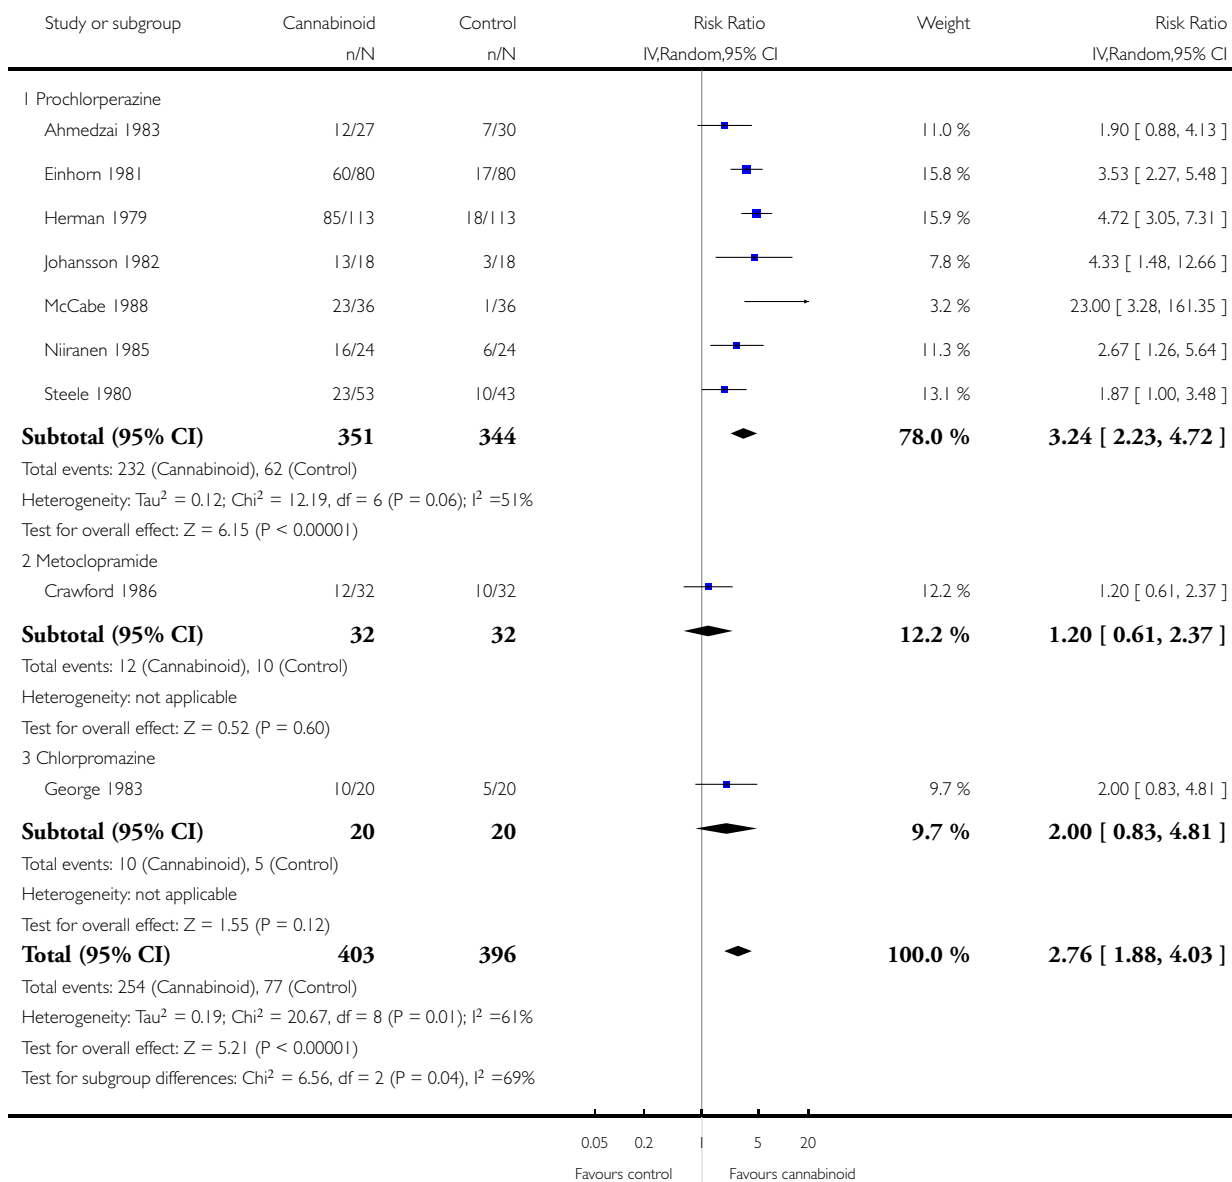 Study or subgroup Cannabinoid Control Risk Ratio Weight Risk Ratio
n/N n/N IV,Random,95% CI IV,Random,95% CI
1 Prochlorperazine
Ahmedzai 1983 12/27 7/30 11.0 % 1.90 [ 0.88, 4.13 ]
Einhorn 1981 60/80 17/80 15.8 % 3.53 [ 2.27, 5.48 ]
Herman 1979 85/113 18/113 15.9 % 4.72 [ 3.05, 7.31 ]
Johansson 1982 13/18 3/18 7.8 % 4.33 [ 1.48, 12.66 ]
McCabe 1988 23/36 1/36 3.2 % 23.00 [ 3.28, 161.35 ]
Niiranen 1985 16/24 6/24 11.3 % 2.67 [ 1.26, 5.64 ]
Steele 1980 23/53 10/43 13.1 % 1.87 [ 1.00, 3.48 ]
Subtotal (95% CI) 351 344 78.0 % 3.24 [ 2.23, 4.72 ]
Total events: 232 (Cannabinoid), 62 (Control)
Heterogeneity: Tau² = 0.12; Chi² = 12.19, df = 6 (P = 0.06); I² =51%
Test for overall effect: Z = 6.15 (P < 0.00001)
2 Metoclopramide
Crawford 1986 12/32 10/32 12.2 % 1.20 [ 0.61, 2.37 ]
Subtotal (95% CI) 32 32 12.2 % 1.20 [ 0.61, 2.37 ]
Total events: 12 (Cannabinoid), 10 (Control)
Heterogeneity: not applicable
Test for overall effect: Z = 0.52 (P = 0.60)
3 Chlorpromazine
George 1983 10/20 5/20 9.7 % 2.00 [ 0.83, 4.81 ]
Subtotal (95% CI) 20 20 9.7 % 2.00 [ 0.83, 4.81 ]
Total events: 10 (Cannabinoid), 5 (Control)
Heterogeneity: not applicable
Test for overall effect: Z = 1.55 (P = 0.12)
Total (95% CI) 403 396 100.0 % 2.76 [ 1.88, 4.03 ]
Total events: 254 (Cannabinoid), 77 (Control)
Heterogeneity: Tau² = 0.19; Chi² = 20.67, df = 8 (P = 0.01); I² =61%
Test for overall effect: Z = 5.21 (P < 0.00001)
Test for subgroup differences: Chi² = 6.56, df = 2 (P = 0.04), I² =69%
0.05 0.2 1 5 20
Favours control Favours cannabinoid